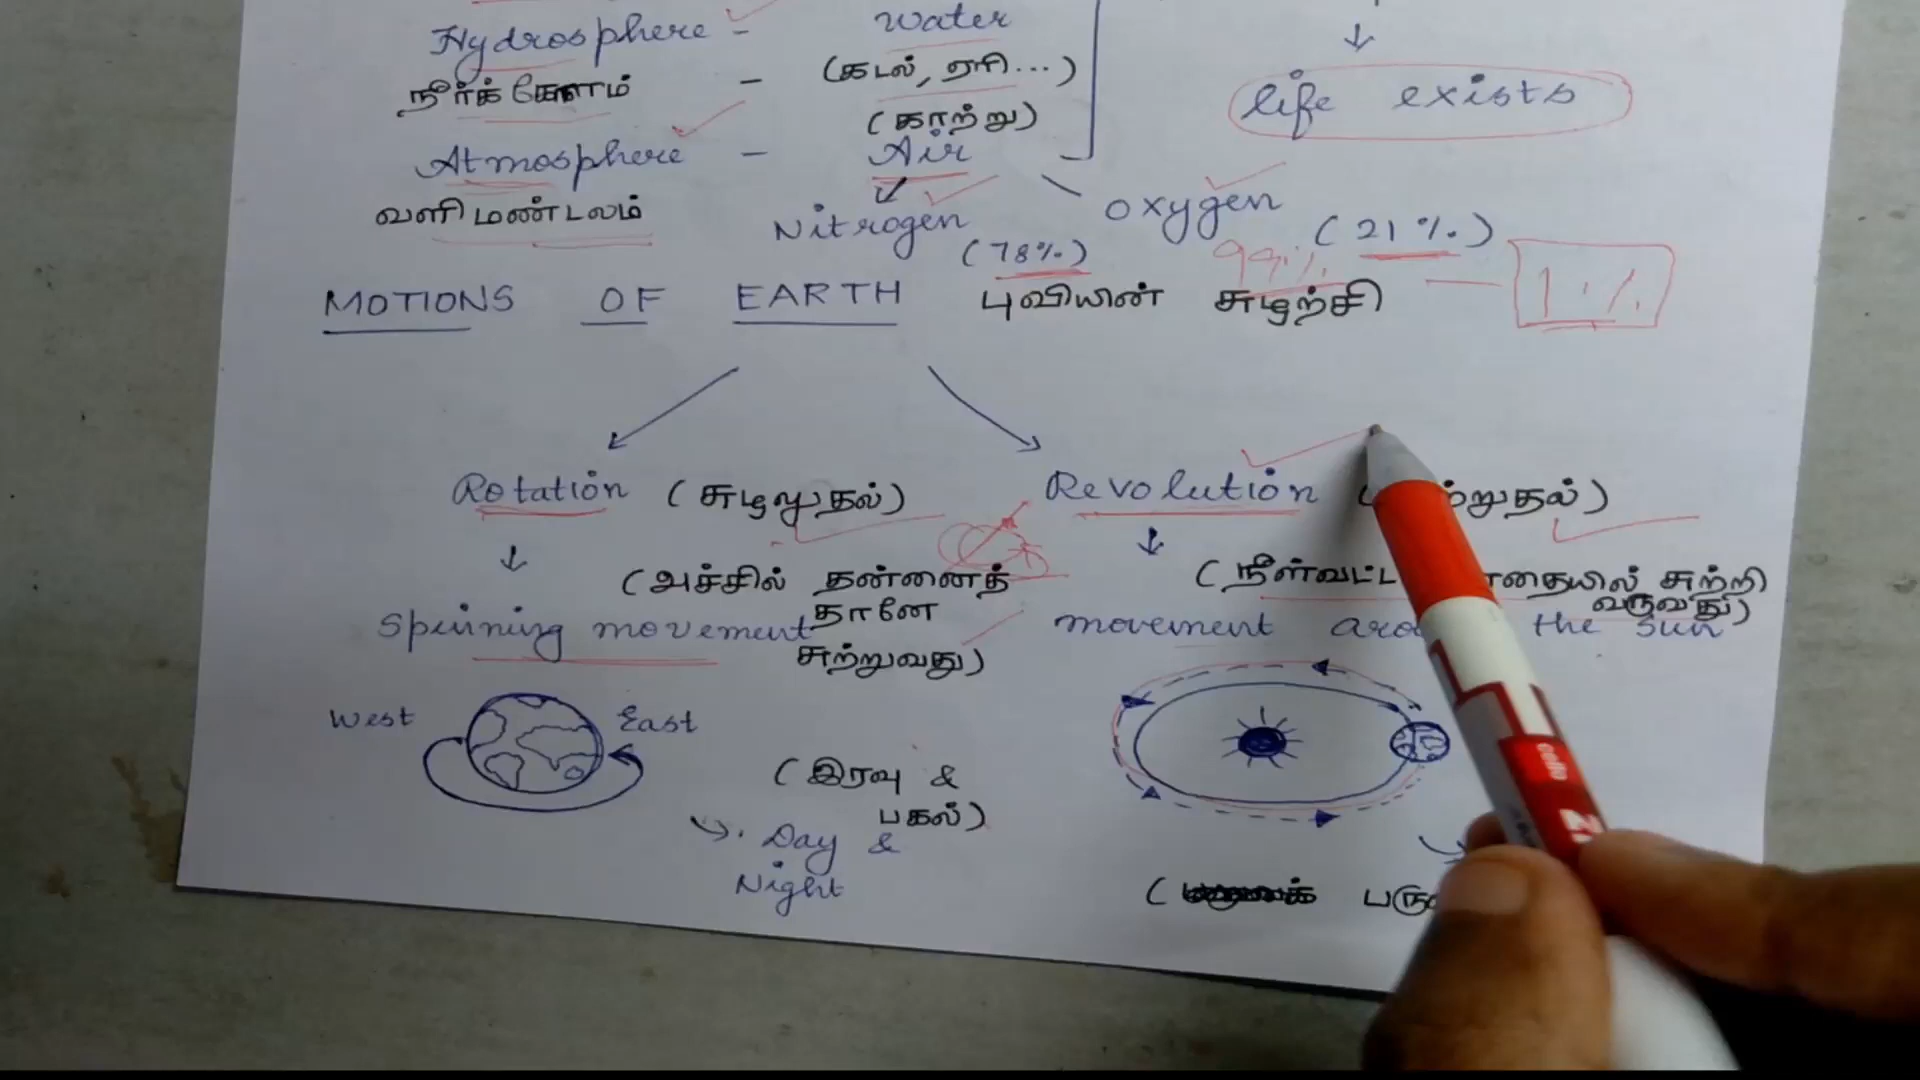 Hydrosphere - water
நீர்க்கோளம் - (கடல், ஏரி...)
life exists
(காற்று)
Atmosphere - Air
வளி மண்டலம்
Nitrogen (78%.)
oxygen (21 %.)
99.%
1.%
MOTIONS OF EARTH புவியின் சுழற்சி
Rotation (சுழலுதல்)
Revolution
(அச்சில் தன்னைத்
தானே
சுற்றுவது)
Spinning movement
சுற்றி
வருவது)
movement the sun
West East
(இரவு &
பகல்)
Day &
Night
cello